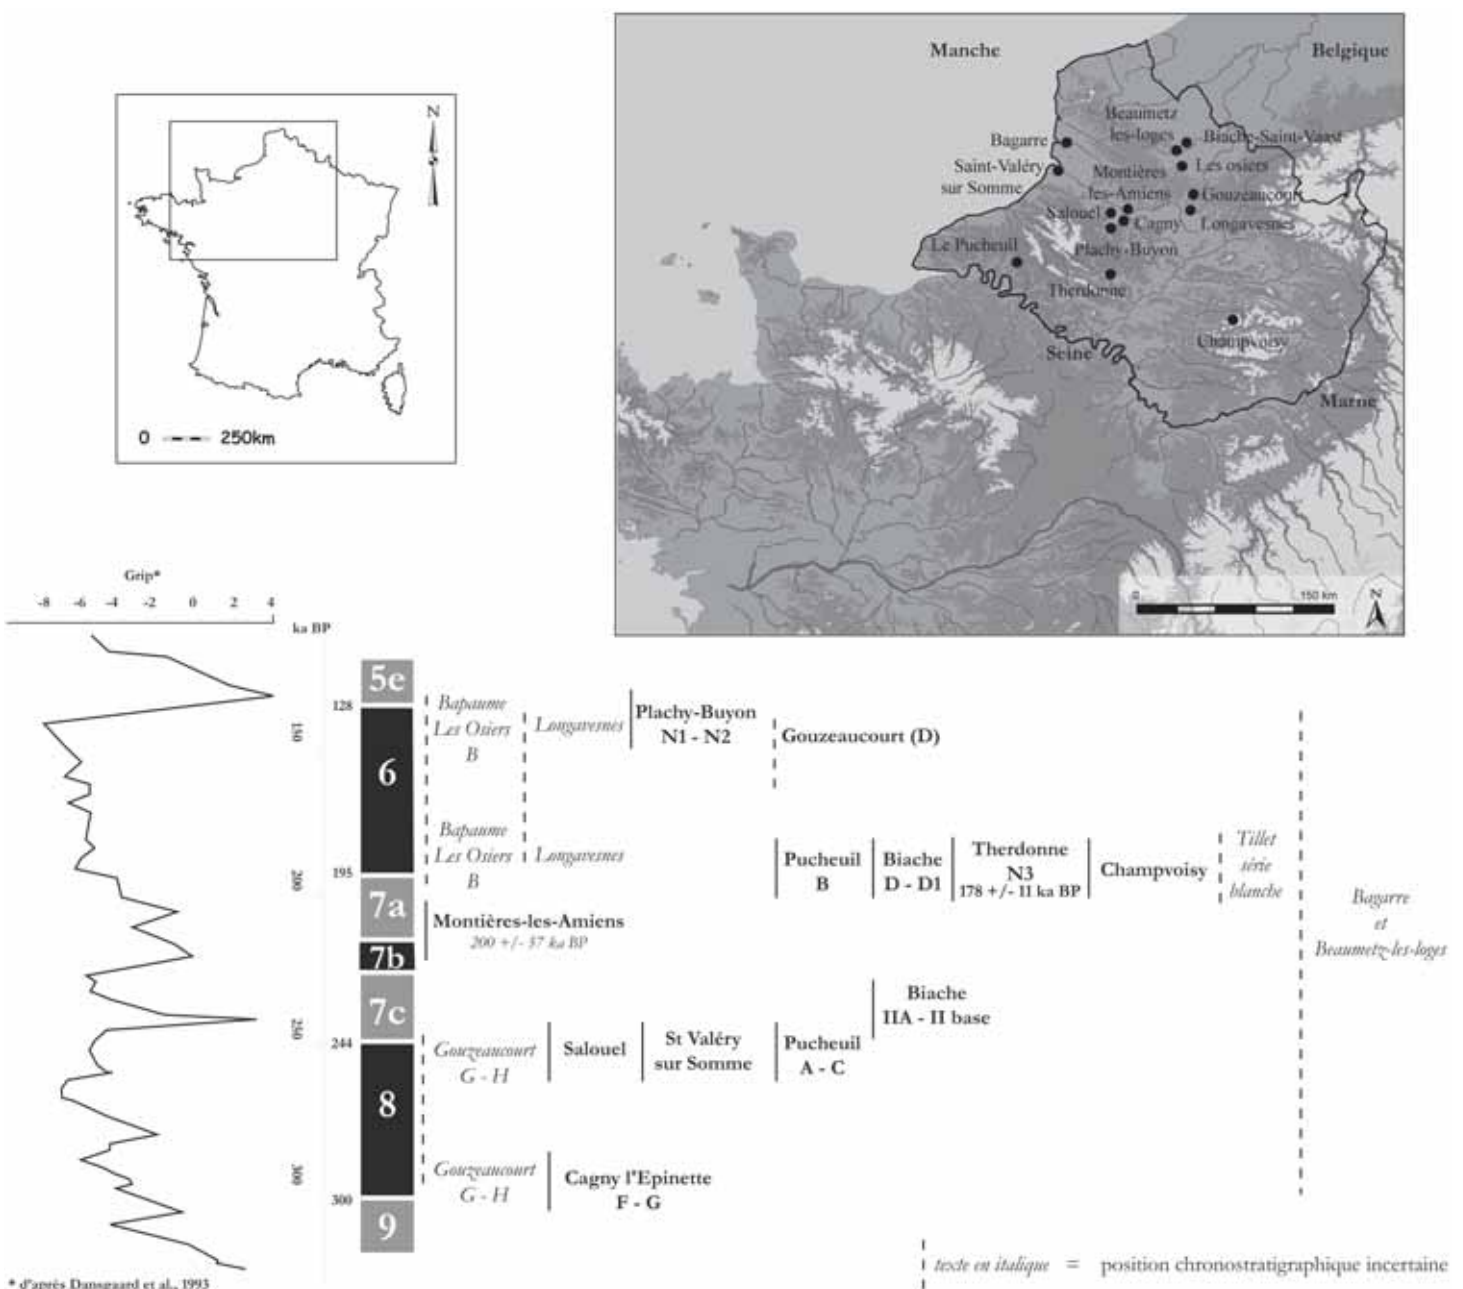 N
0 250km
Manche
Belgique
Beaumetz
les-loges
Bagarre
Biache-Saint-Vaast
Saint-Valéry
sur Somme
Les osiers
Montières
les-Amiens
Gouzeaucourt
Salouel
Cagny
Longavesnes
Le Pucheuil
Plachy-Buyon
Therdonne
Champvoisy
Seine
Marne
0 150 km
N
Grip*
-8 -6 -4 -2 0 2 4
ka BP
150
200
250
300
128
195
244
300
5e
6
7a
7b
7c
8
9
Bapaume
Les Osiers
B
Longavesnes
Plachy-Buyon
N1 - N2
Gouzeaucourt (D)
Bapaume
Les Osiers
B
Longavesnes
Pucheuil
B
Biache
D - D1
Therdonne
N3
178 +/- 11 ka BP
Champvoisy
Tillet
série
blanche
Bagarre
et
Beaumetz-les-loges
Montières-les-Amiens
200 +/- 57 ka BP
Biache
IIA - II base
Gouzeaucourt
G - H
Salouel
St Valéry
sur Somme
Pucheuil
A - C
Gouzeaucourt
G - H
Cagny l'Epinette
F - G
texte en italique = position chronostratigraphique incertaine
* d'après Dansgaard et al., 1993